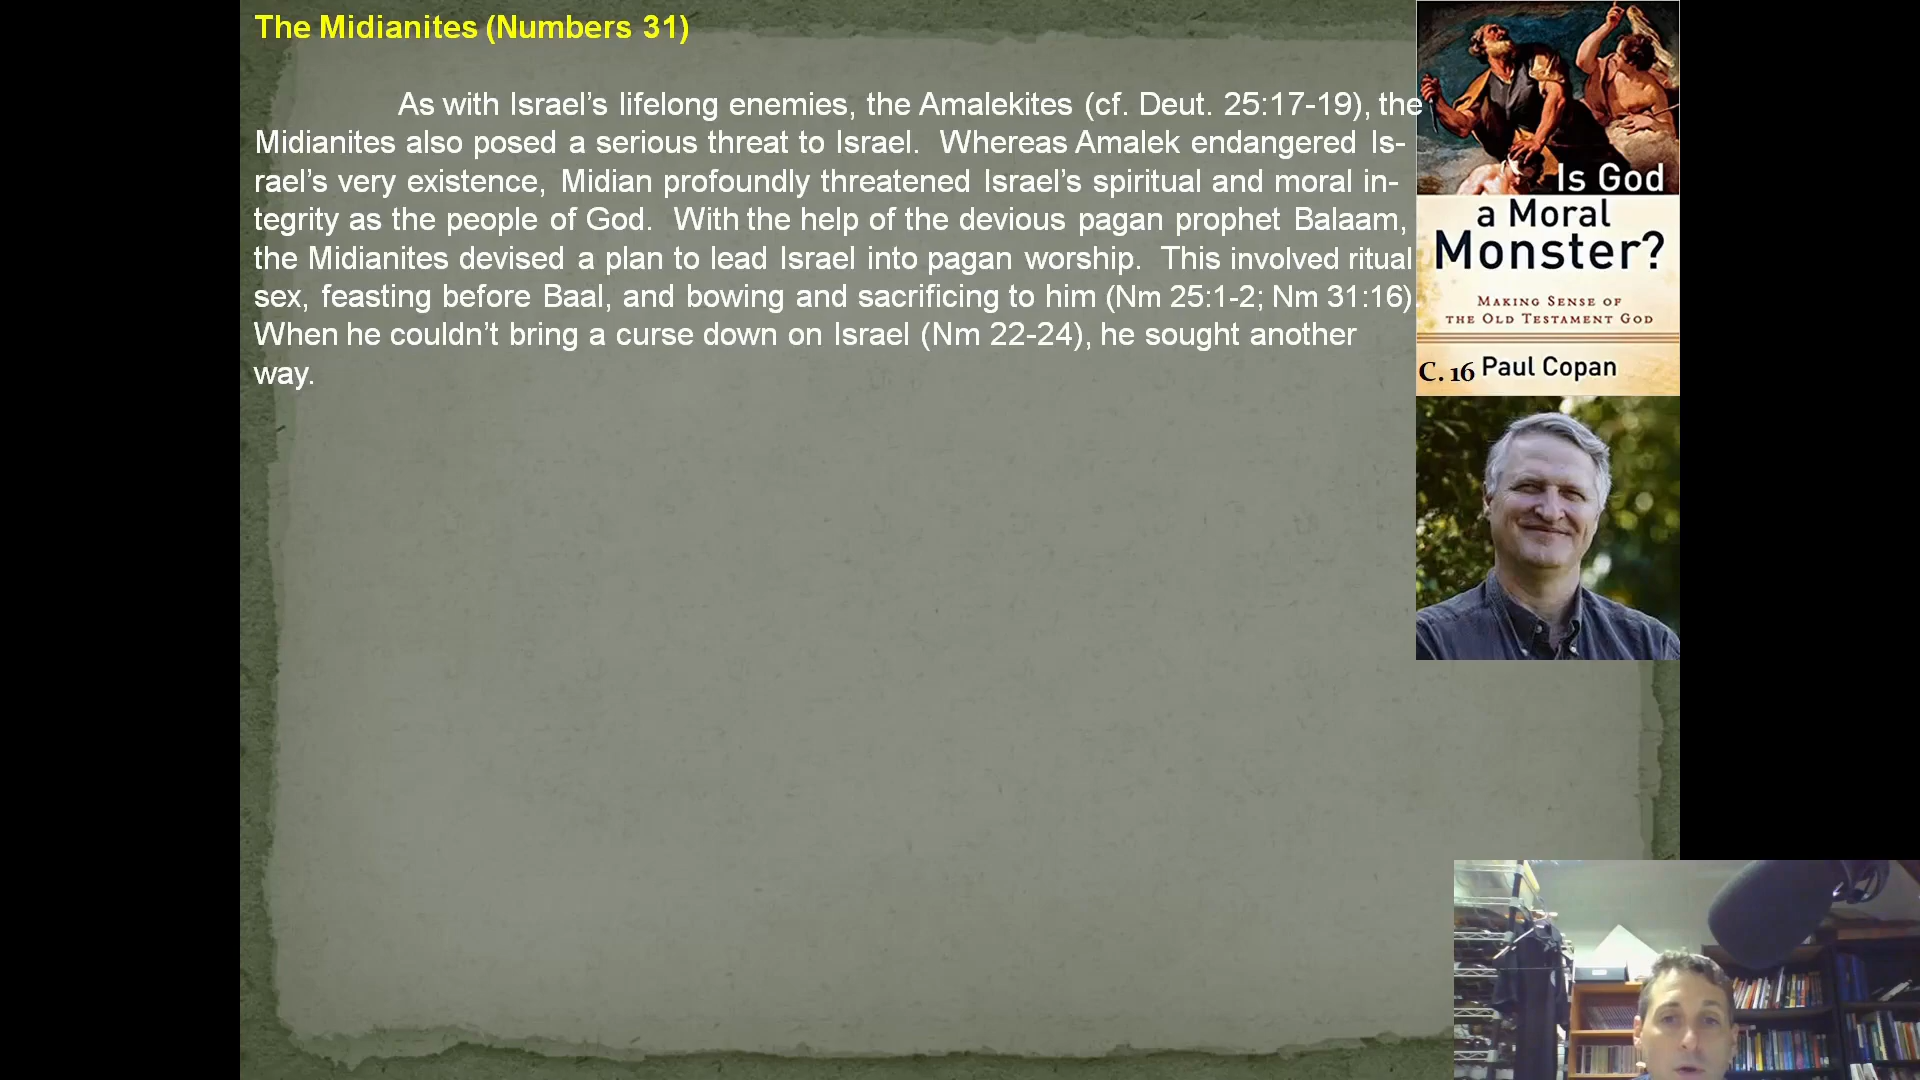 The Midianites (Numbers 31)
As with Israel’s lifelong enemies, the Amalekites (cf. Deut. 25:17-19), the
Midianites also posed a serious threat to Israel. Whereas Amalek endangered Is-
rael’s very existence, Midian profoundly threatened Israel’s spiritual and moral in-
tegrity as the people of God. With the help of the devious pagan prophet Balaam,
the Midianites devised a plan to lead Israel into pagan worship. This involved ritual
sex, feasting before Baal, and bowing and sacrificing to him (Nm 25:1-2; Nm 31:16).
When he couldn’t bring a curse down on Israel (Nm 22-24), he sought another
way.
Is God
a Moral
Monster?
MAKING SENSE OF
THE OLD TESTAMENT GOD
C. 16 Paul Copan